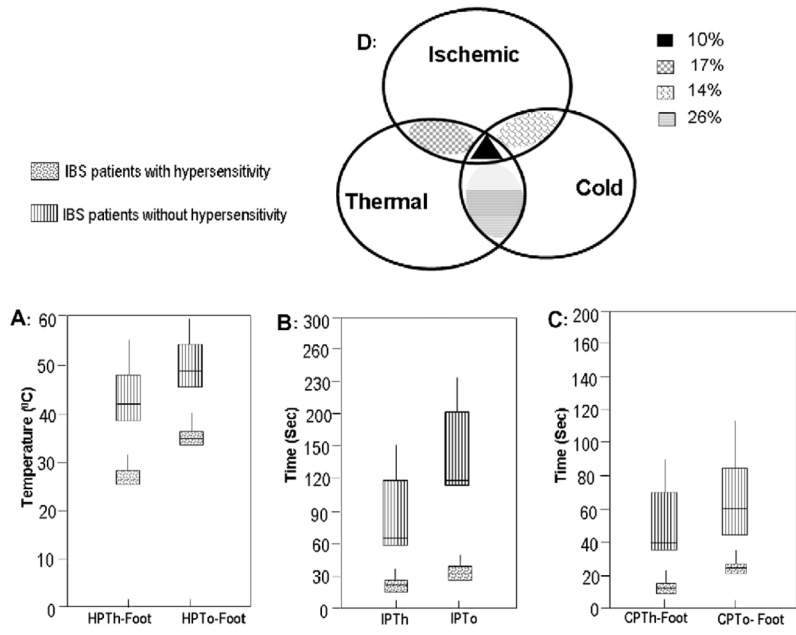 D:
Ischemic
Thermal
Cold
10%
17%
14%
26%
IBS patients with hypersensitivity
IBS patients without hypersensitivity
A:
Temperature (⁰C)
60
50
40
30
20
10
0
HPTh-Foot
HPTo-Foot
B:
Time (Sec)
300
260
230
200
150
120
90
60
30
0
IPTh
IPTo
C:
Time (Sec)
200
180
160
140
120
100
80
60
40
20
0
CPTh-Foot
CPTo- Foot